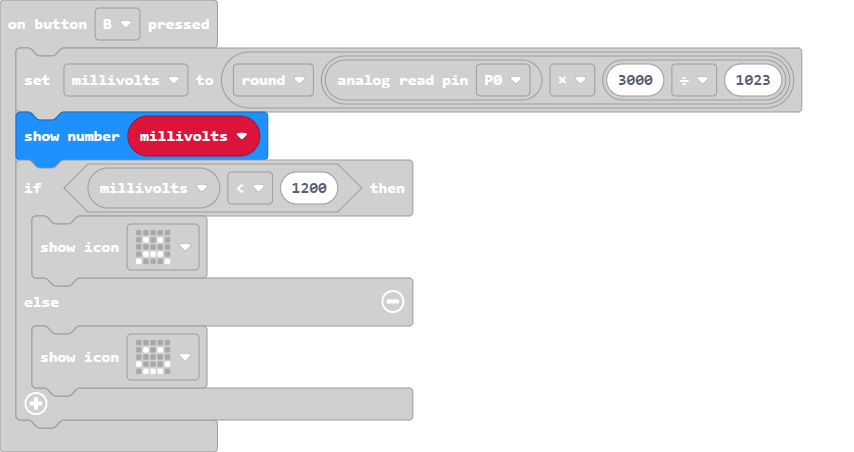 on button B pressed
set millivolts to round analog read pin P0 × 3000 ÷ 1023
show number millivolts
if millivolts < 1200 then
show icon
else
show icon